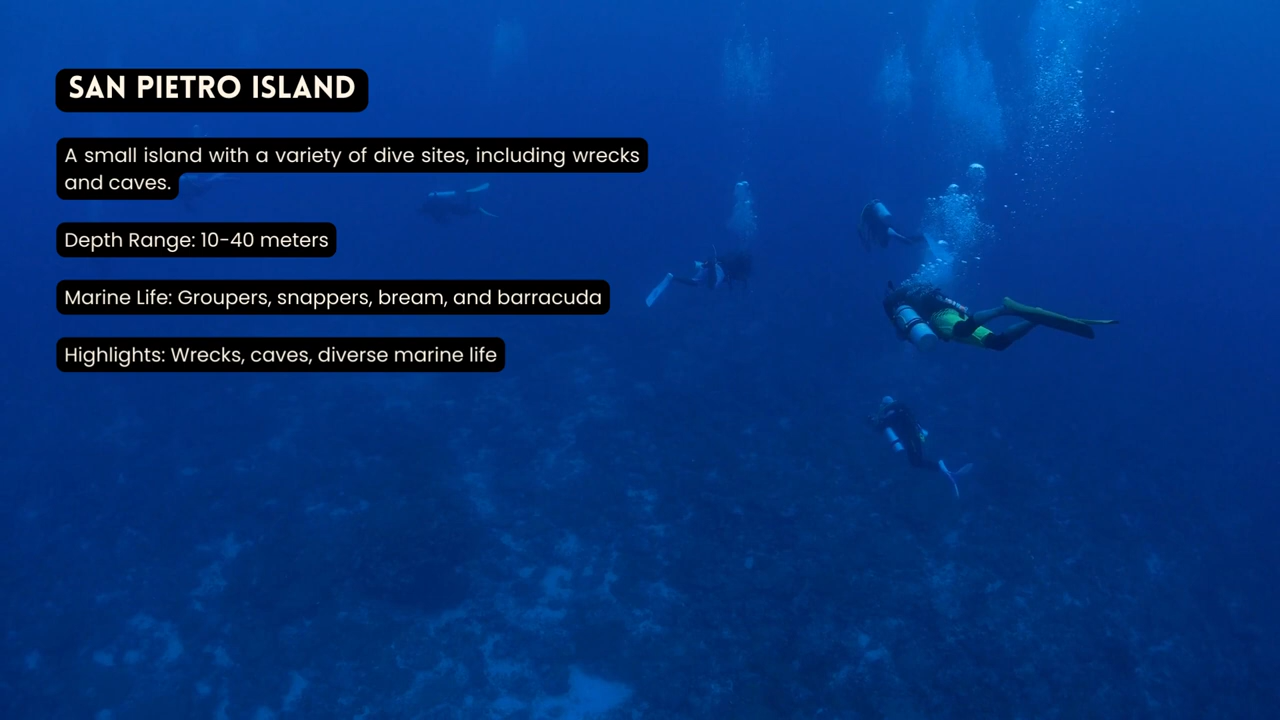 SAN PIETRO ISLAND
A small island with a variety of dive sites, including wrecks
and caves.
Depth Range: 10-40 meters
Marine Life: Groupers, snappers, bream, and barracuda
Highlights: Wrecks, caves, diverse marine life